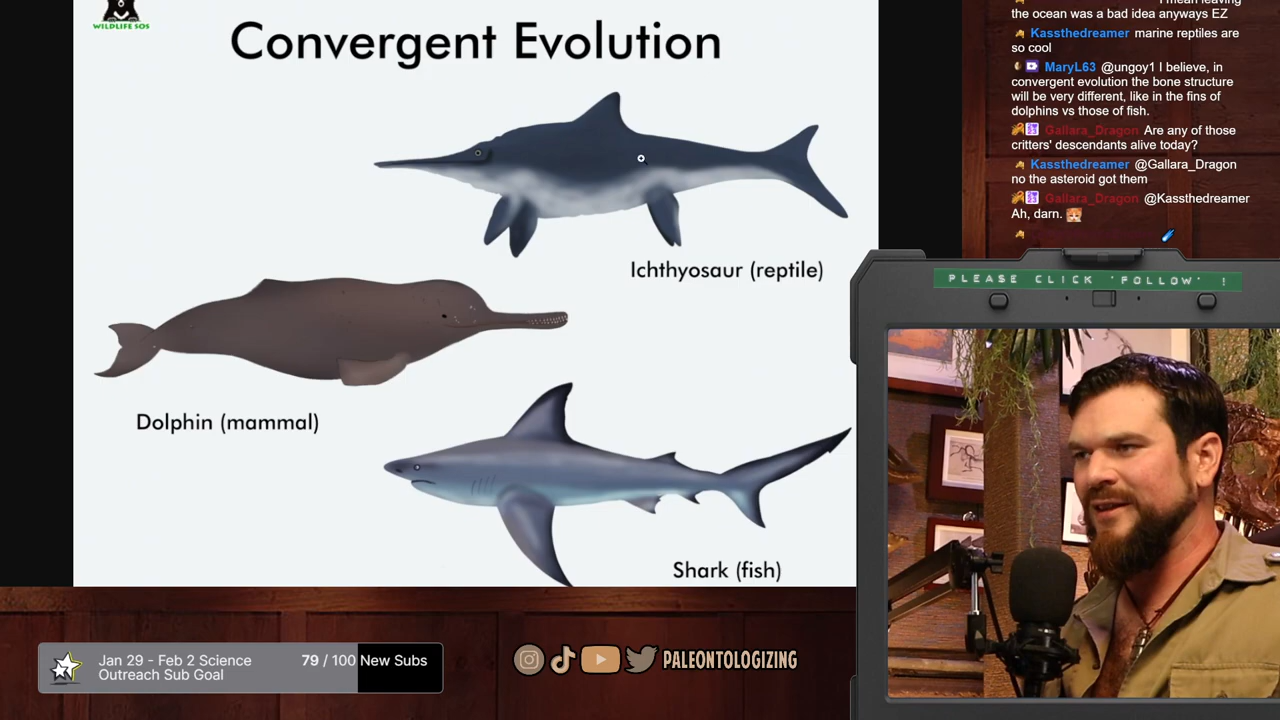 WILDLIFE SOS
Convergent Evolution
Ichthyosaur (reptile)
Dolphin (mammal)
Shark (fish)
the ocean was a bad idea anyways EZ
Kassthedreamer marine reptiles are
so cool
MaryL63 @ungoy1 I believe, in
convergent evolution the bone structure
will be very different, like in the fins of
dolphins vs those of fish.
Gallara_Dragon Are any of those
critters' descendants alive today?
Kassthedreamer @Gallara_Dragon
no the asteroid got them
Gallara_Dragon @Kassthedreamer
Ah, darn.
PLEASE CLICK "FOLLOW" !
Jan 29 - Feb 2 Science
Outreach Sub Goal
79 / 100 New Subs
PALEONTOLOGIZING